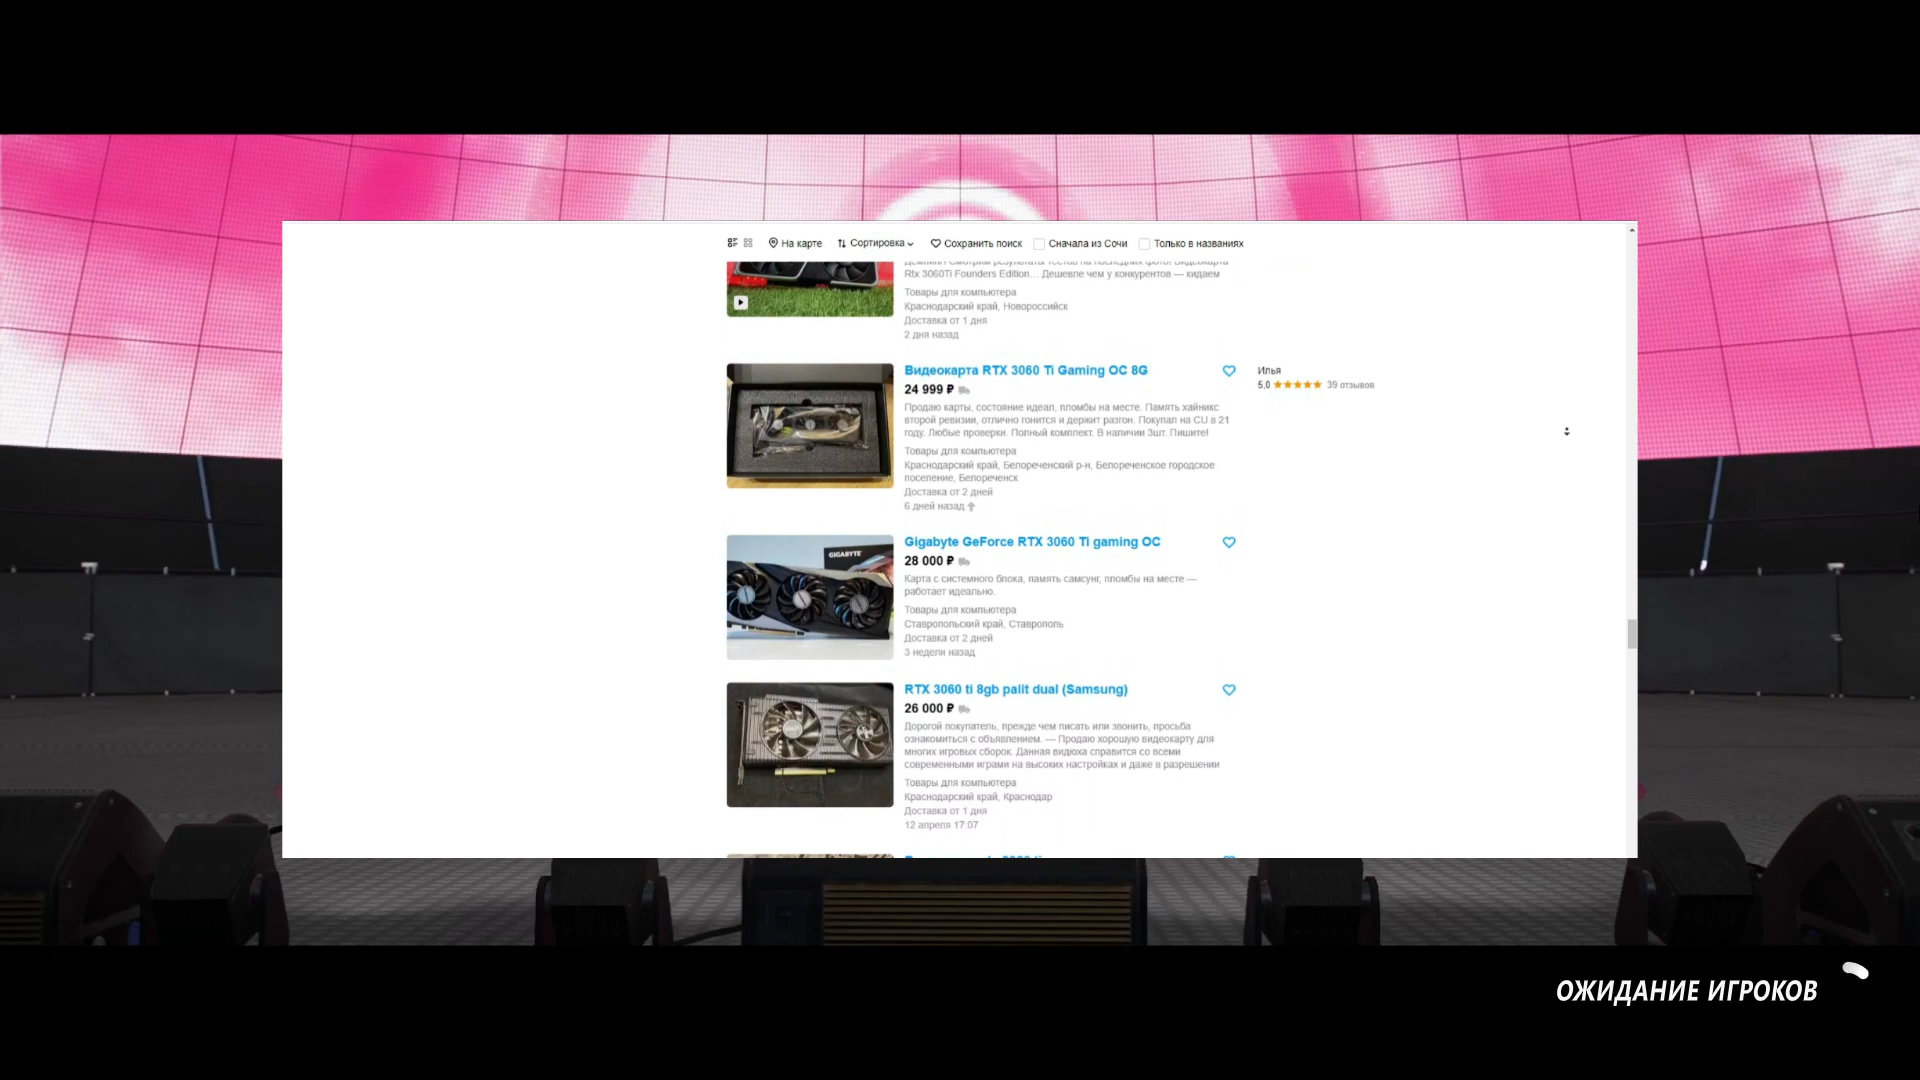 На карте
Сортировка
Сохранить поиск
Сначала из Сочи
Только в названиях
Rtx 3060Ti Founders Edition... Дешевле чем у конкурентов — кидаем
Товары для компьютера
Краснодарский край, Новороссийск
Доставка от 1 дня
2 дня назад
Видеокарта RTX 3060 Ti Gaming OC 8G
24 999 ₽
Продаю карты, состояние идеал, пломбы на месте. Память хайникс
второй ревизии, отлично гонится и держит разгон. Покупал на CU в 21
году. Любые проверки. Полный комплект. В наличии 3шт. Пишите!
Товары для компьютера
Краснодарский край, Белореченский р-н, Белореченское городское
поселение, Белореченск
Доставка от 2 дней
6 дней назад
Илья
5,0
39 отзывов
GIGABYTE
Gigabyte GeForce RTX 3060 Ti gaming OC
28 000 ₽
Карта с системного блока, память самсунг, пломбы на месте —
работает идеально.
Товары для компьютера
Ставропольский край, Ставрополь
Доставка от 2 дней
3 недели назад
RTX 3060 ti 8gb palit dual (Samsung)
26 000 ₽
Дорогой покупатель, прежде чем писать или звонить, просьба
ознакомиться с объявлением. — Продаю хорошую видеокарту для
многих игровых сборок. Данная видюха справится со всеми
современными играми на высоких настройках и даже в разрешении
Товары для компьютера
Краснодарский край, Краснодар
Доставка от 1 дня
12 апреля 17:07
ОЖИДАНИЕ ИГРОКОВ